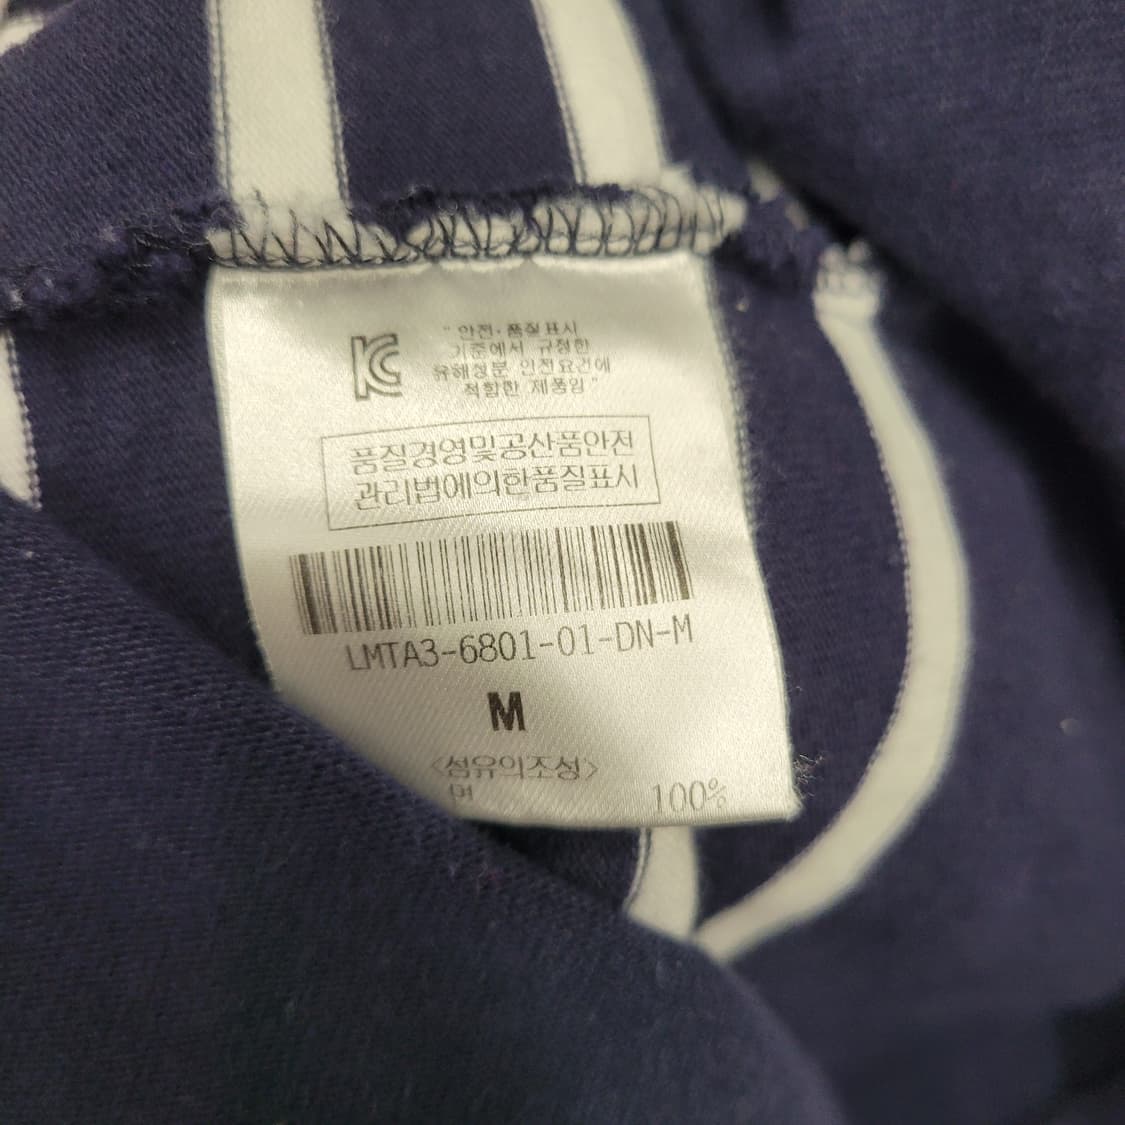 KC
" 안전·품질표시
기준에서 규정한
유해성분 안전요건에
적합한 제품임 "
품질경영및공산품안전
관리법에의한품질표시
LMTA3-6801-01-DN-M
M
<섬유의조성>
면 100%